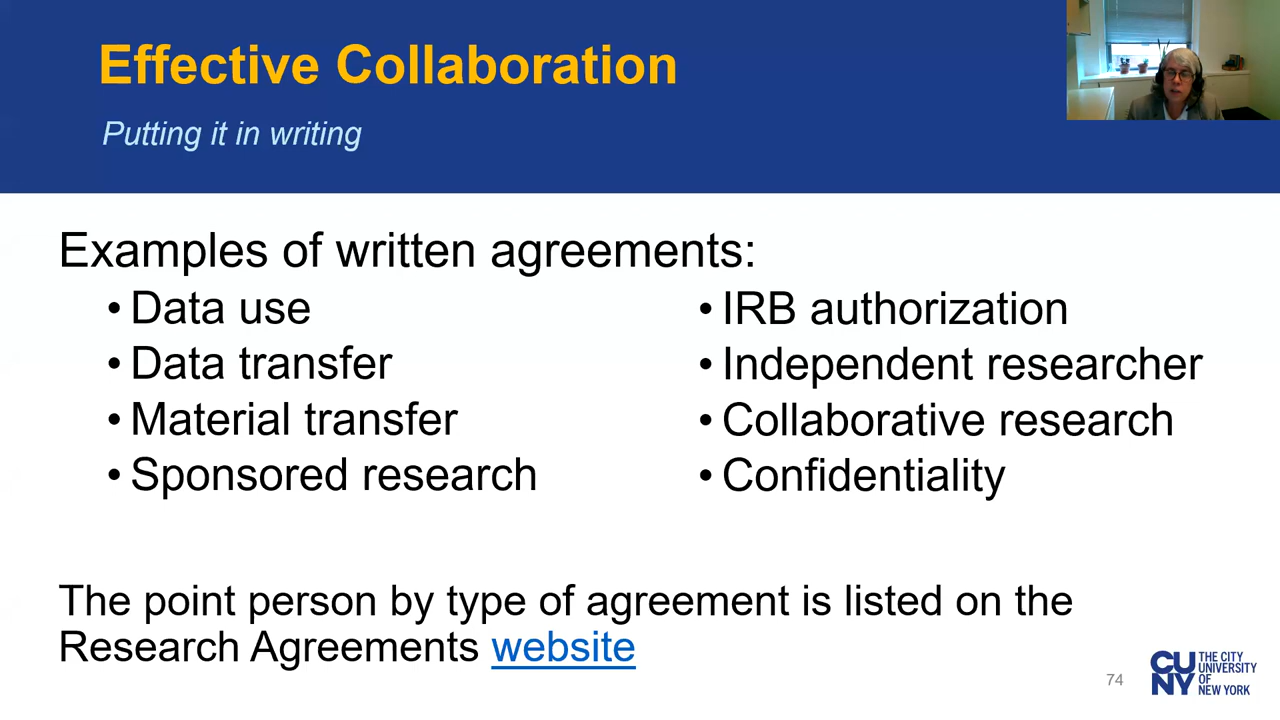 Effective Collaboration
Putting it in writing
Examples of written agreements:
• Data use
• Data transfer
• Material transfer
• Sponsored research
• IRB authorization
• Independent researcher
• Collaborative research
• Confidentiality
The point person by type of agreement is listed on the
Research Agreements website
74
CU
NY
THE CITY
UNIVERSITY
OF
NEW YORK